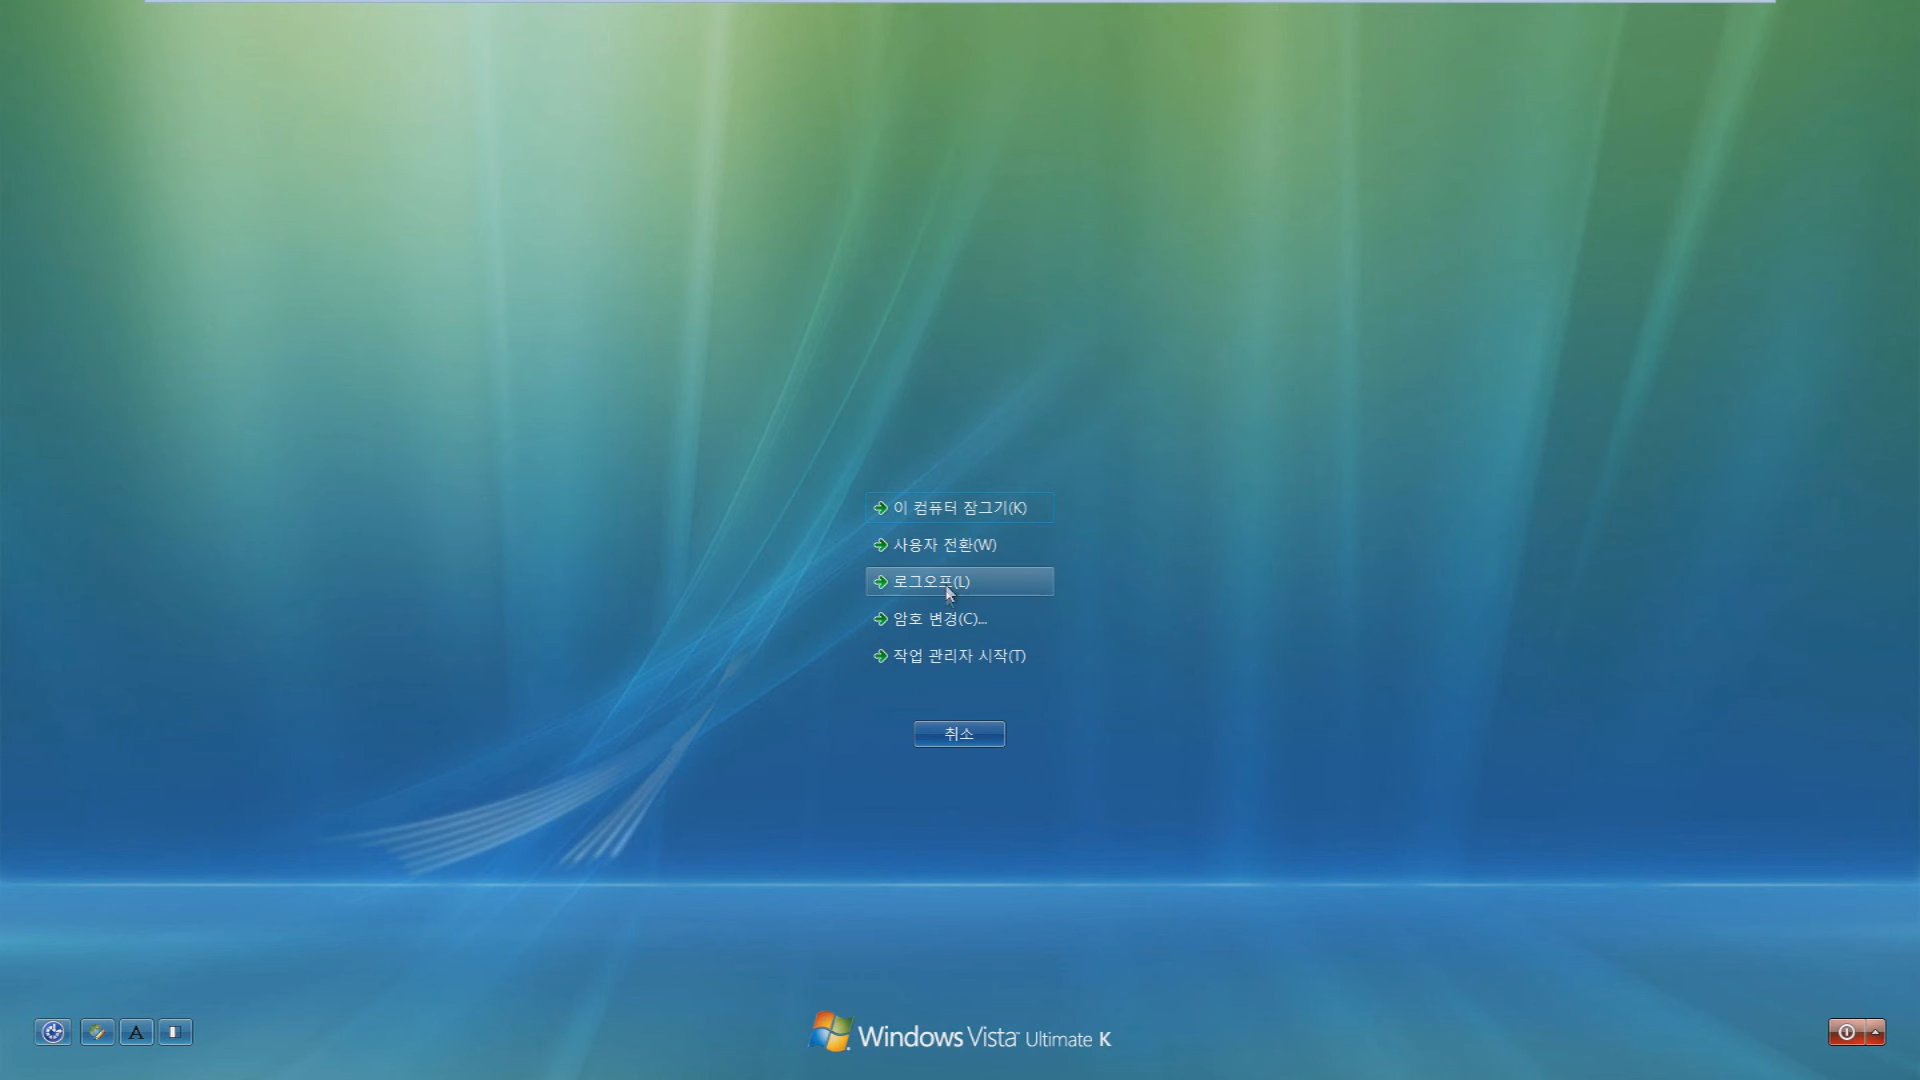 이 컴퓨터 잠그기(K)
사용자 전환(W)
로그오프(L)
암호 변경(C)...
작업 관리자 시작(T)
취소
A
Windows Vista™ Ultimate K